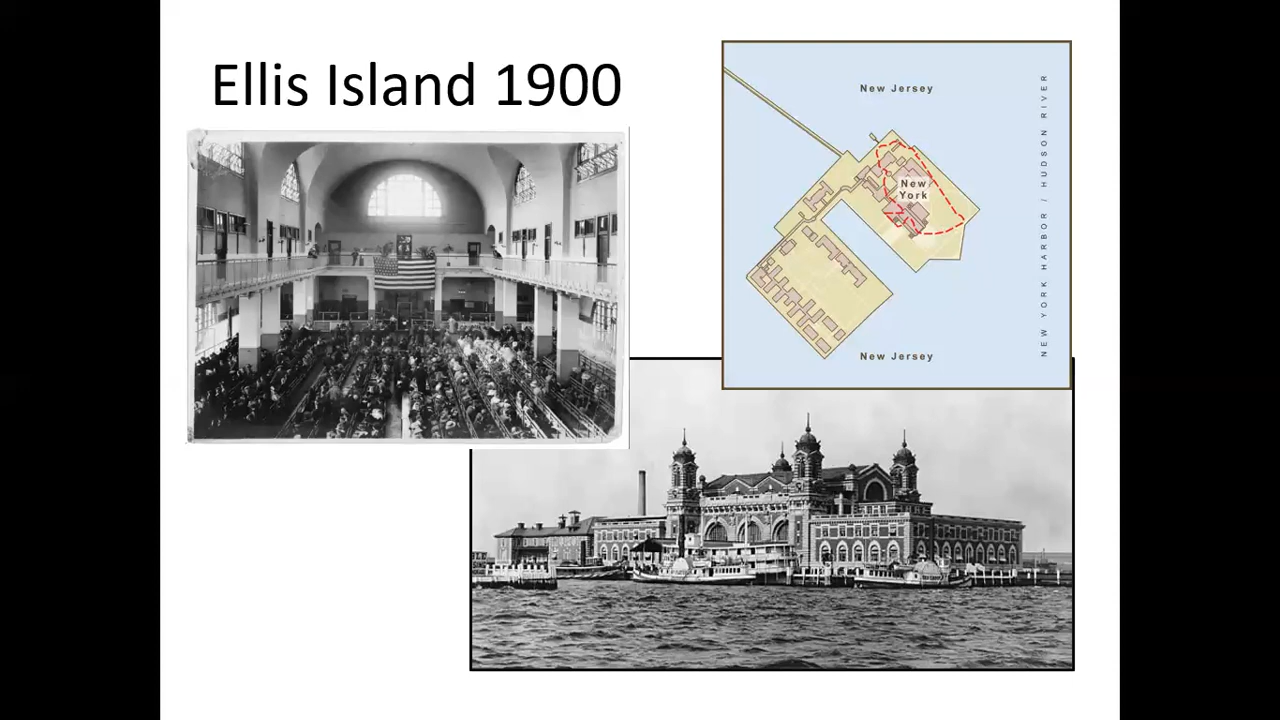 Ellis Island 1900
New Jersey
New
York
New Jersey
NEW YORK HARBOR / HUDSON RIVER